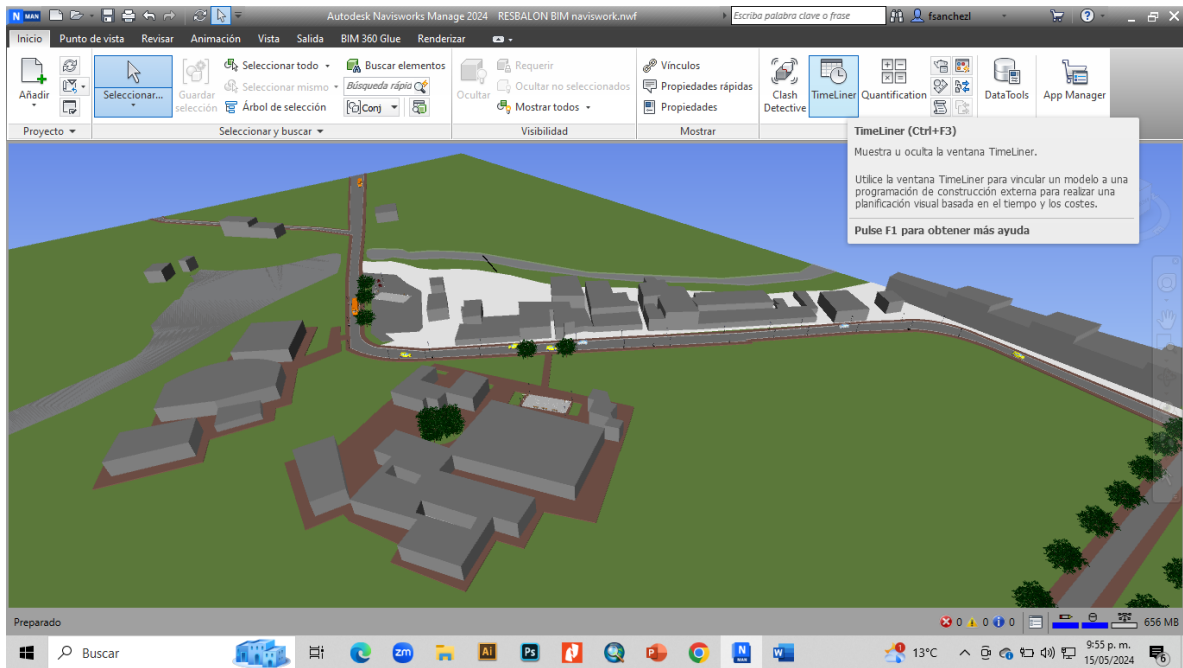 N MAN
Autodesk Navisworks Manage 2024 RESBALON BIM naviswork.nwf
Escriba palabra clave o frase
fsanchezl
Inicio Punto de vista Revisar Animación Vista Salida BIM 360 Glue Renderizar
Añadir
Seleccionar...
Guardar selección
Seleccionar todo
Seleccionar mismo
Árbol de selección
Buscar elementos
Búsqueda rápida
Conj
Ocultar
Requerir
Ocultar no seleccionados
Mostrar todos
Vínculos
Propiedades rápidas
Propiedades
Clash Detective
TimeLiner
Quantification
DataTools
App Manager
Proyecto
Seleccionar y buscar
Visibilidad
Mostrar
TimeLiner (Ctrl+F3)
Muestra u oculta la ventana TimeLiner.
Utilice la ventana TimeLiner para vincular un modelo a una
programación de construcción externa para realizar una
planificación visual basada en el tiempo y los costes.
Pulse F1 para obtener más ayuda
Preparado
0 0 0
656 MB
Buscar
zm
Ai
Ps
P
N MAN
W
13°C
9:55 p. m.
15/05/2024
6